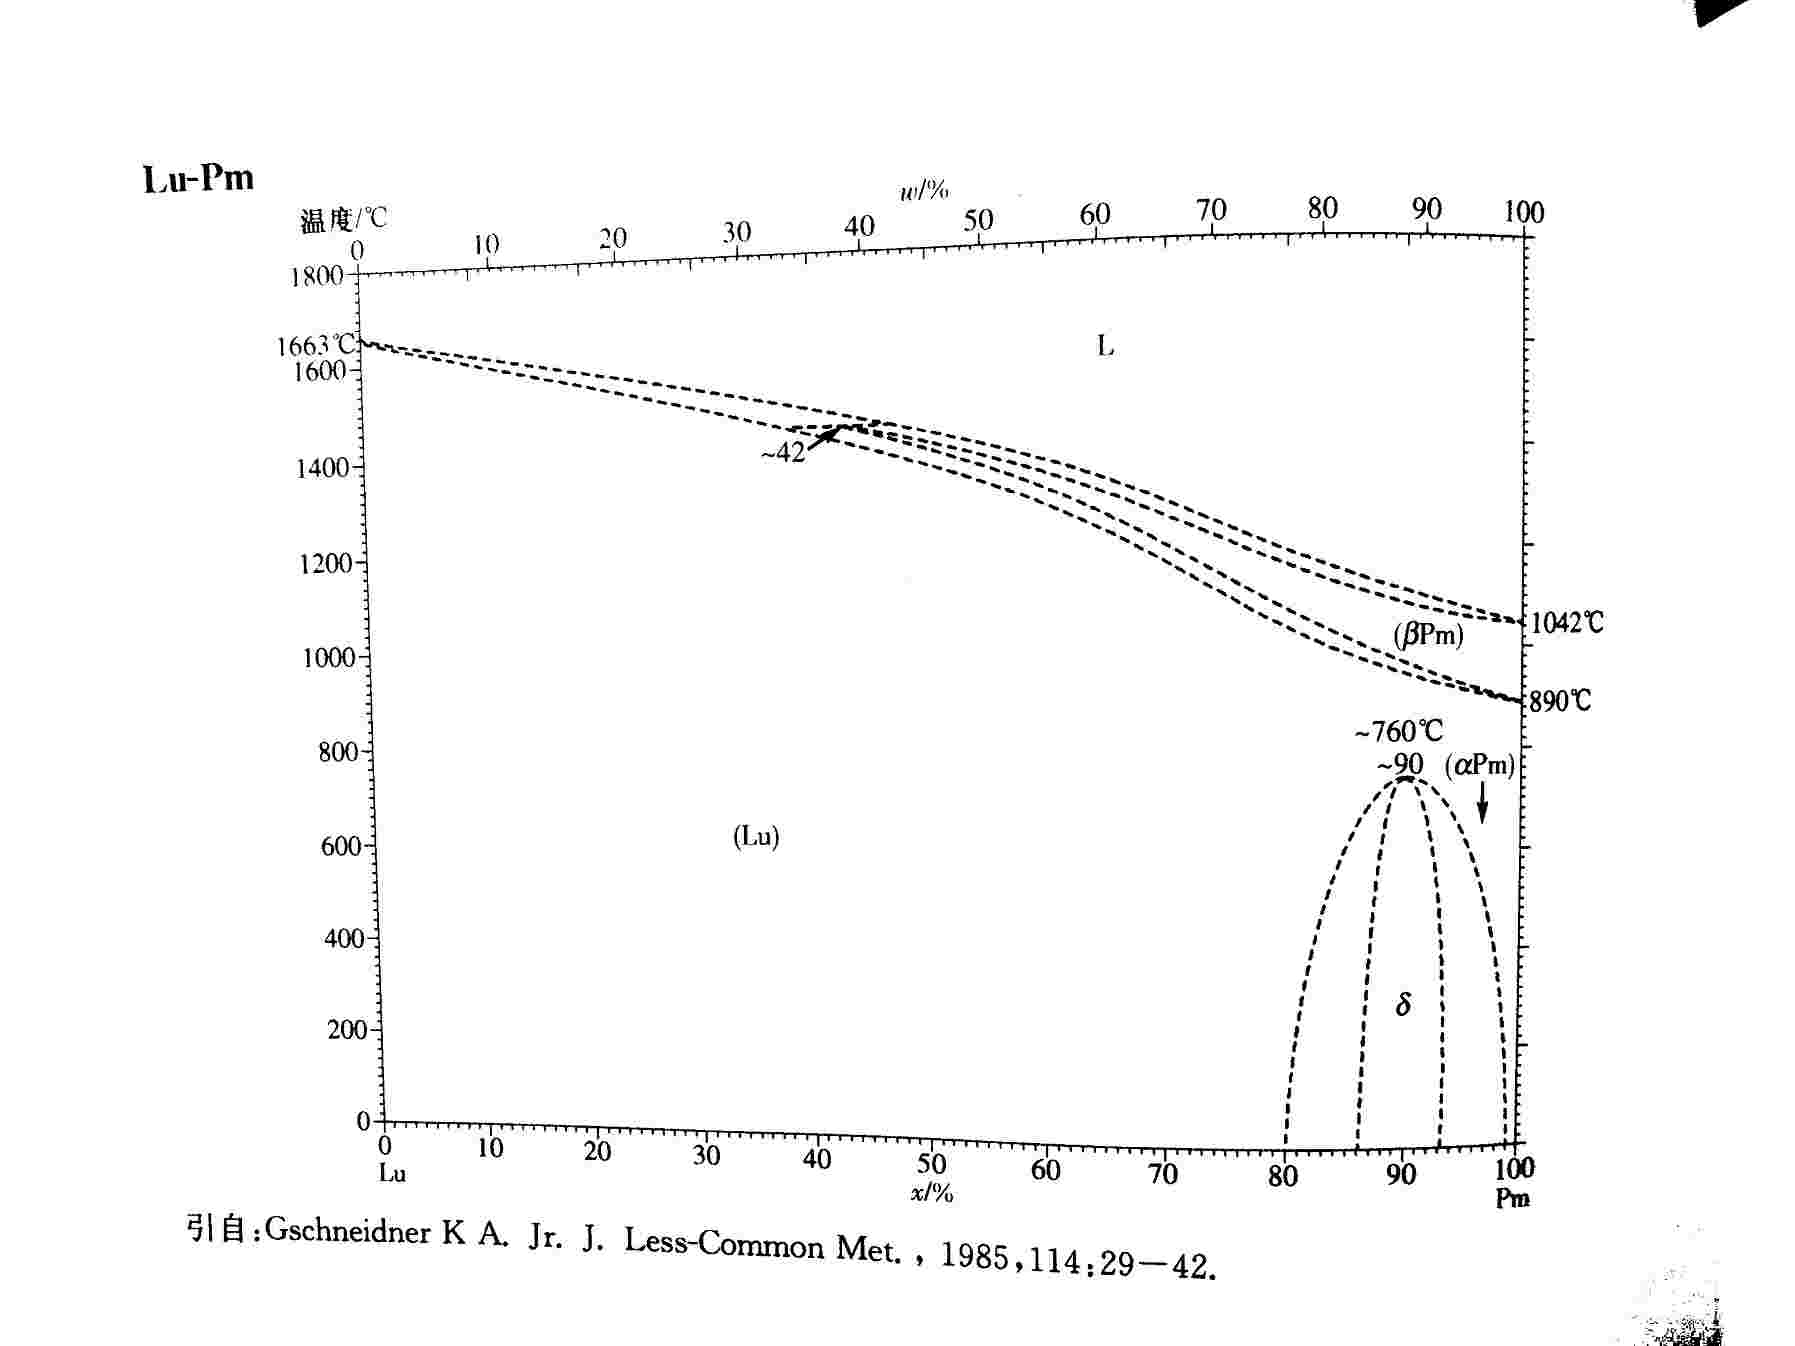 Lu-Pm
w/%
温度/℃
0 10 20 30 40 50 60 70 80 90 100
1800
1663℃
1600
1400
1200
1000
800
600
400
200
0
L
~42
1042℃
(βPm)
890℃
~760℃
~90 (αPm)
(Lu)
δ
0 10 20 30 40 50 60 70 80 90 100
Lu x/% Pm
引自:Gschneidner K A. Jr. J. Less-Common Met. , 1985,114:29—42.